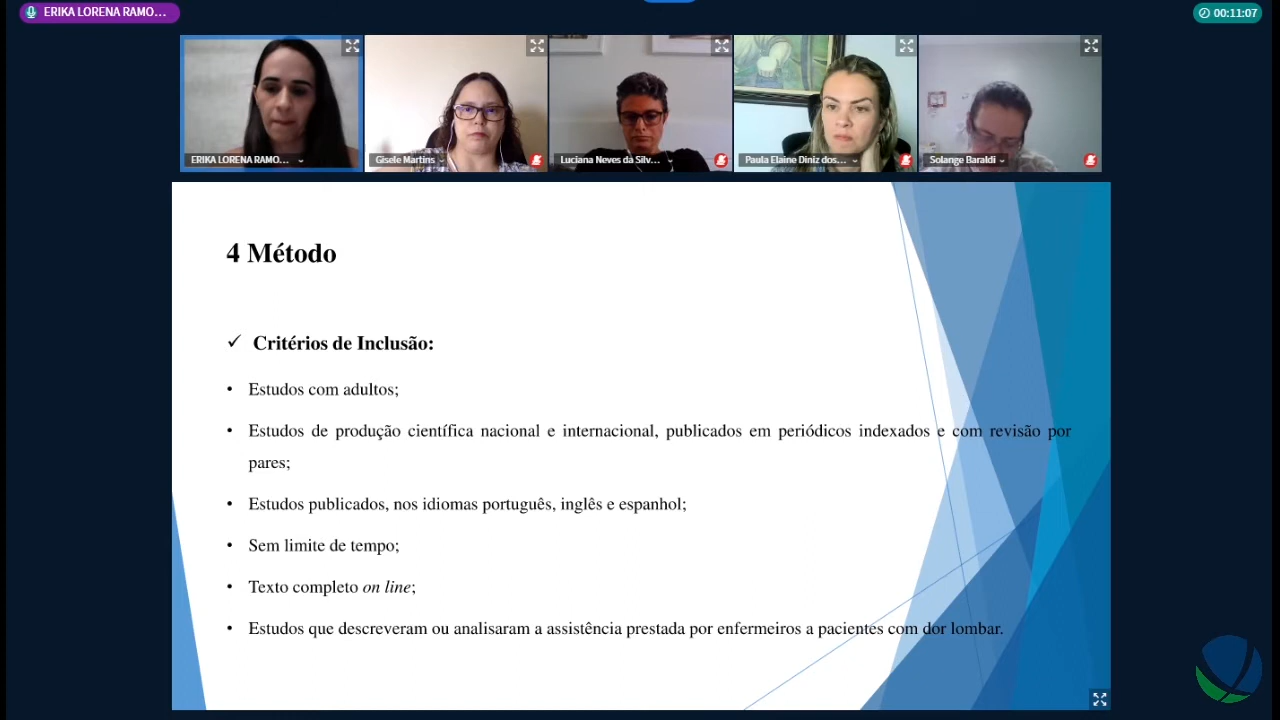 ERIKA LORENA RAMO...
00:11:07
ERIKA LORENA RAMO...
Gisele Martins
Luciana Neves da Silv...
Paula Elaine Diniz dos...
Solange Baraldi
4 Método
✓ Critérios de Inclusão:
• Estudos com adultos;
• Estudos de produção científica nacional e internacional, publicados em periódicos indexados e com revisão por
pares;
• Estudos publicados, nos idiomas português, inglês e espanhol;
• Sem limite de tempo;
• Texto completo on line;
• Estudos que descreveram ou analisaram a assistência prestada por enfermeiros a pacientes com dor lombar.